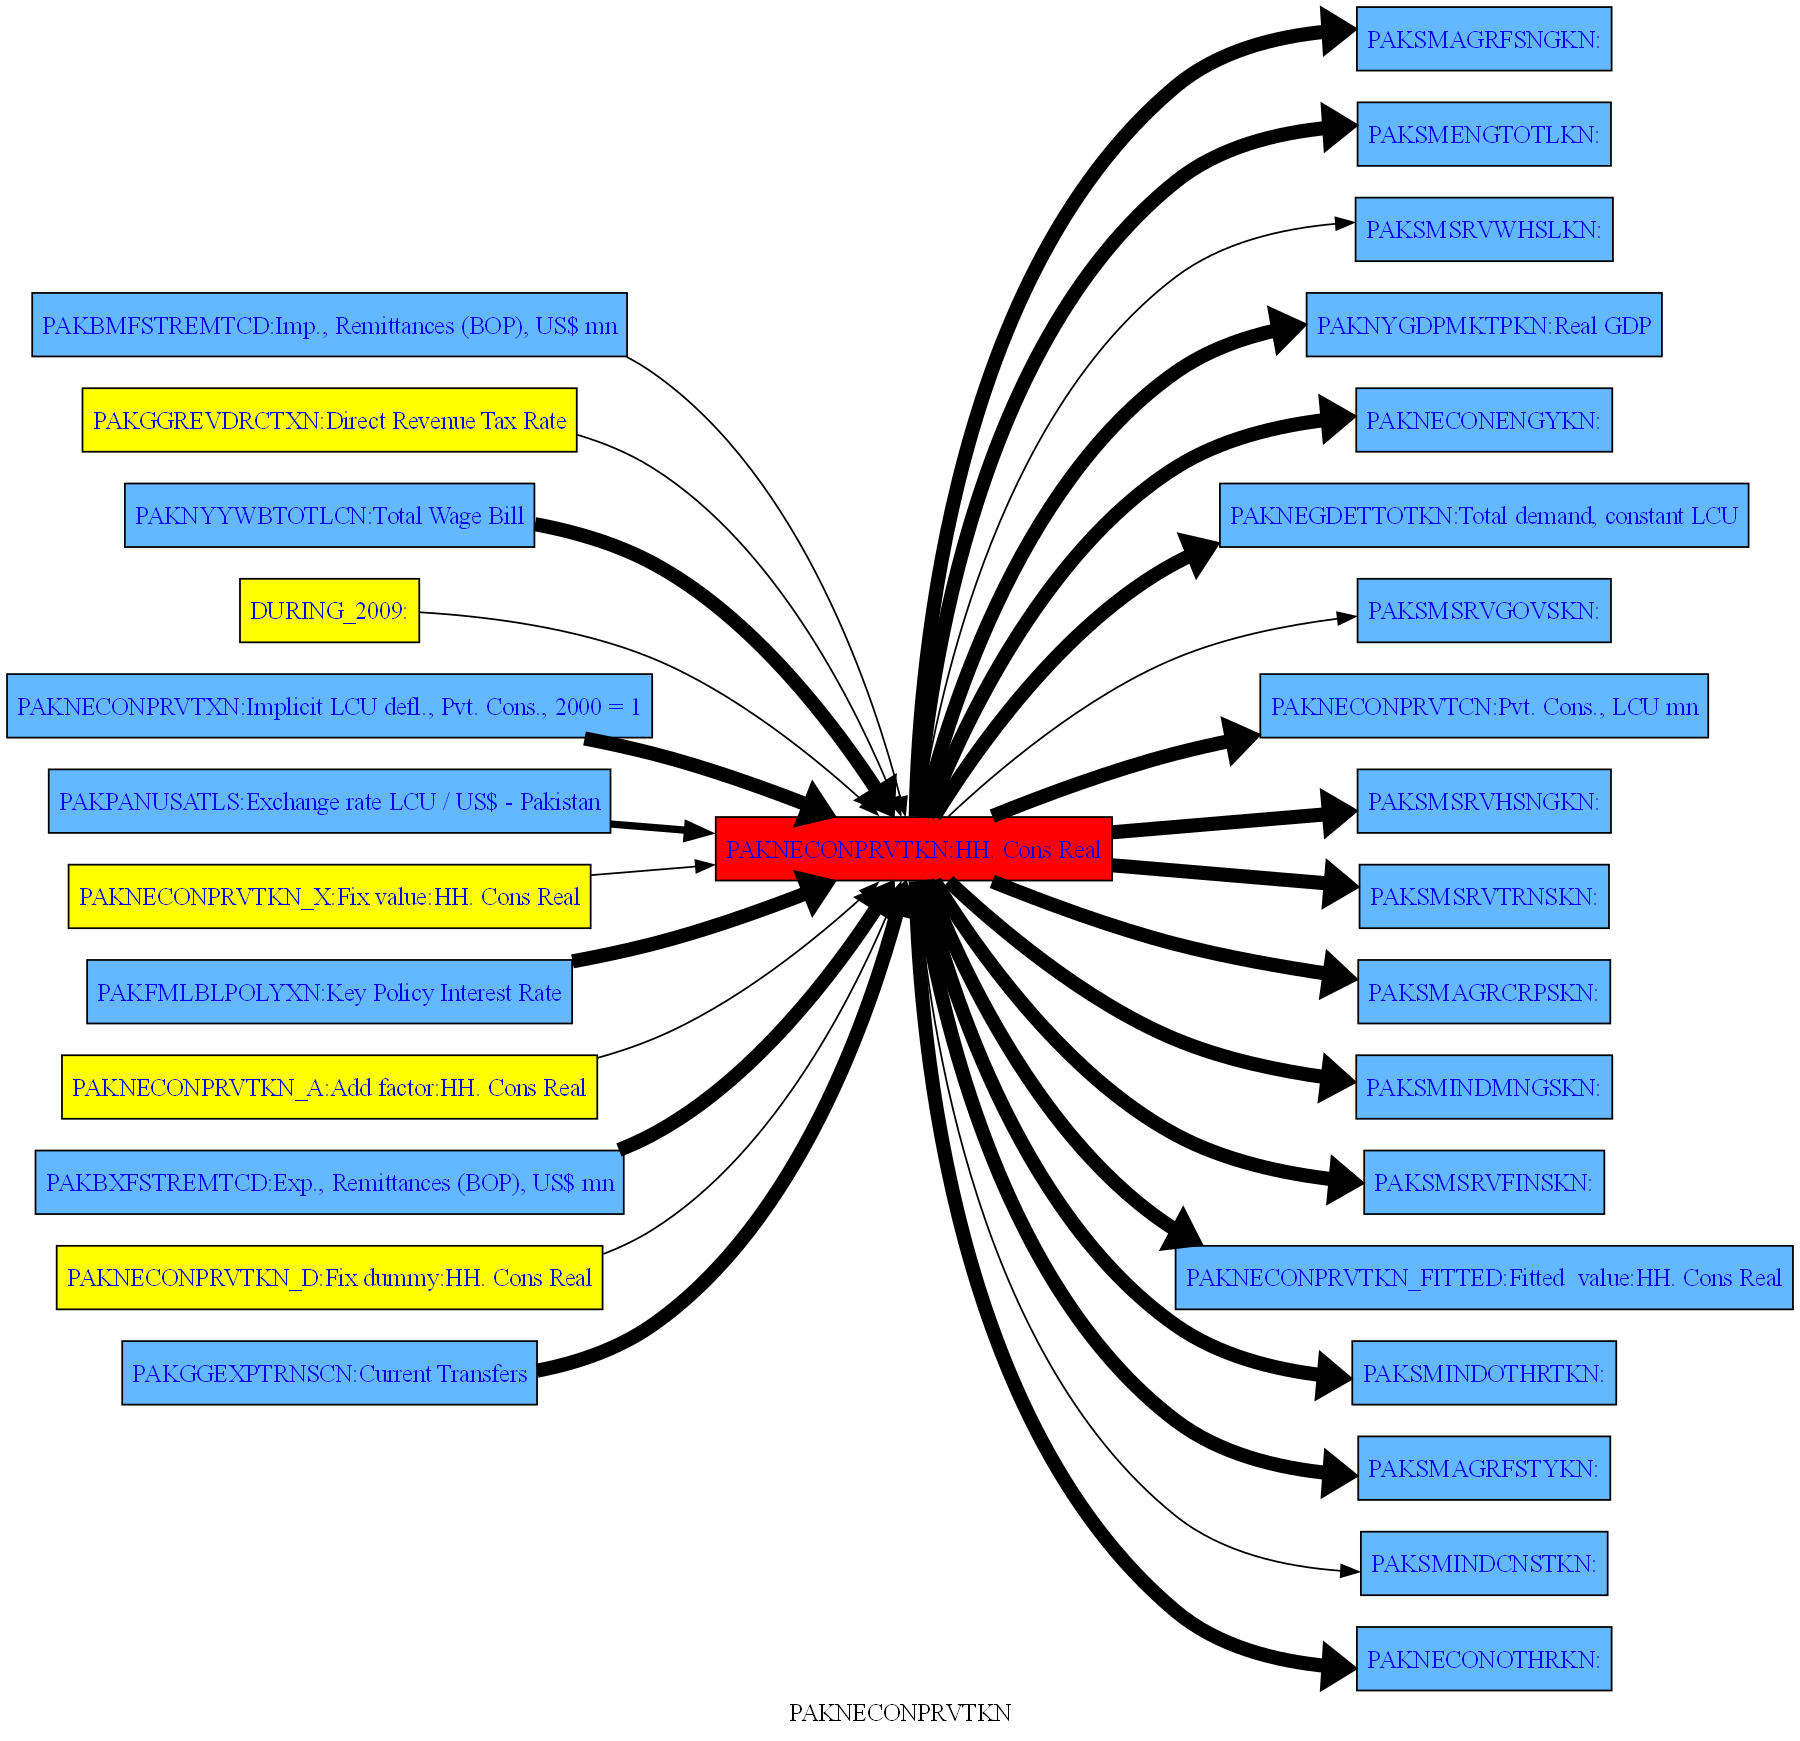 PAKSMAGRFSNGKN:
PAKSMENGTOTLKN:
PAKSMSRVWHSLKN:
PAKBMFSTREMTCD:Imp., Remittances (BOP), US$ mn
PAKNYGDPMKTPKN:Real GDP
PAKGGREVDRCTXN:Direct Revenue Tax Rate
PAKNECONENGYKN:
PAKNYYWBTOTLCN:Total Wage Bill
PAKNEGDETTOTKN:Total demand, constant LCU
DURING_2009:
PAKSMSRVGOVSKN:
PAKNECONPRVTXN:Implicit LCU defl., Pvt. Cons., 2000 = 1
PAKNECONPRVTCN:Pvt. Cons., LCU mn
PAKPANUSATLS:Exchange rate LCU / US$ - Pakistan
PAKSMSRVHSNGKN:
PAKNECONPRVTKN:HH. Cons Real
PAKNECONPRVTKN_X:Fix value:HH. Cons Real
PAKSMSRVTRNSKN:
PAKFMLBLPOLYXN:Key Policy Interest Rate
PAKSMAGRCRPSKN:
PAKNECONPRVTKN_A:Add factor:HH. Cons Real
PAKSMINDMNGSKN:
PAKBXFSTREMTCD:Exp., Remittances (BOP), US$ mn
PAKSMSRVFINSKN:
PAKNECONPRVTKN_D:Fix dummy:HH. Cons Real
PAKNECONPRVTKN_FITTED:Fitted  value:HH. Cons Real
PAKGGEXPTRNSCN:Current Transfers
PAKSMINDOTHRTKN:
PAKSMAGRFSTYKN:
PAKSMINDCNSTKN:
PAKNECONOTHRKN:
PAKNECONPRVTKN